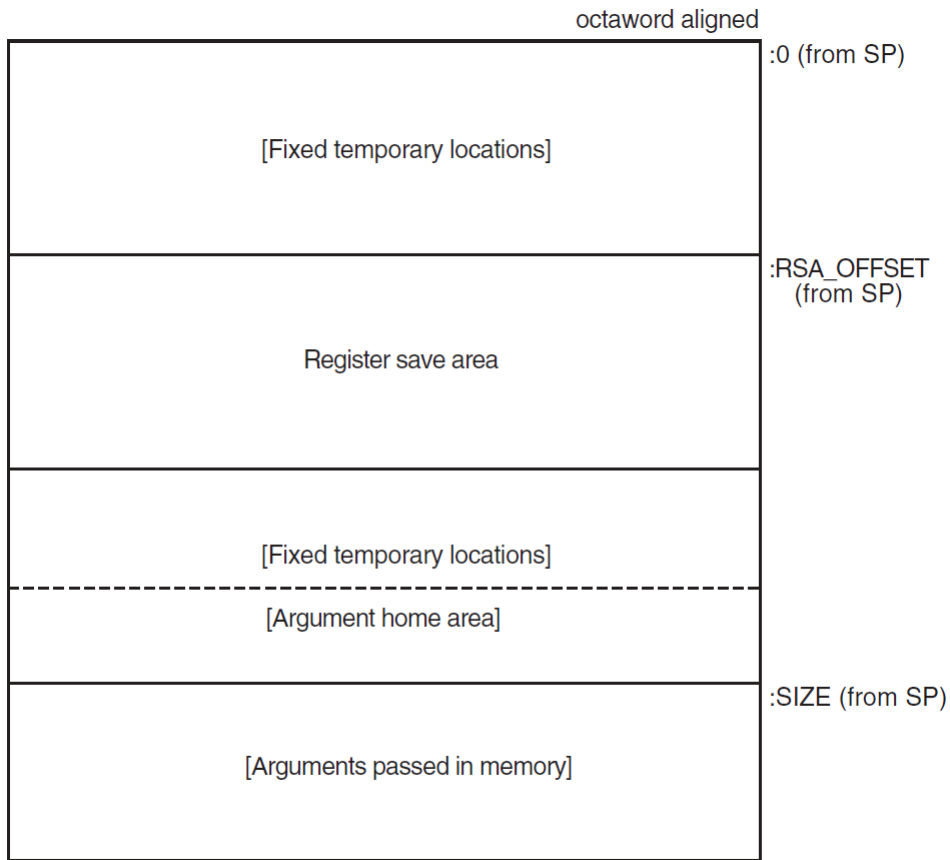 octaword aligned
:0 (from SP)
[Fixed temporary locations]
:RSA_OFFSET
(from SP)
Register save area
[Fixed temporary locations]
[Argument home area]
:SIZE (from SP)
[Arguments passed in memory]